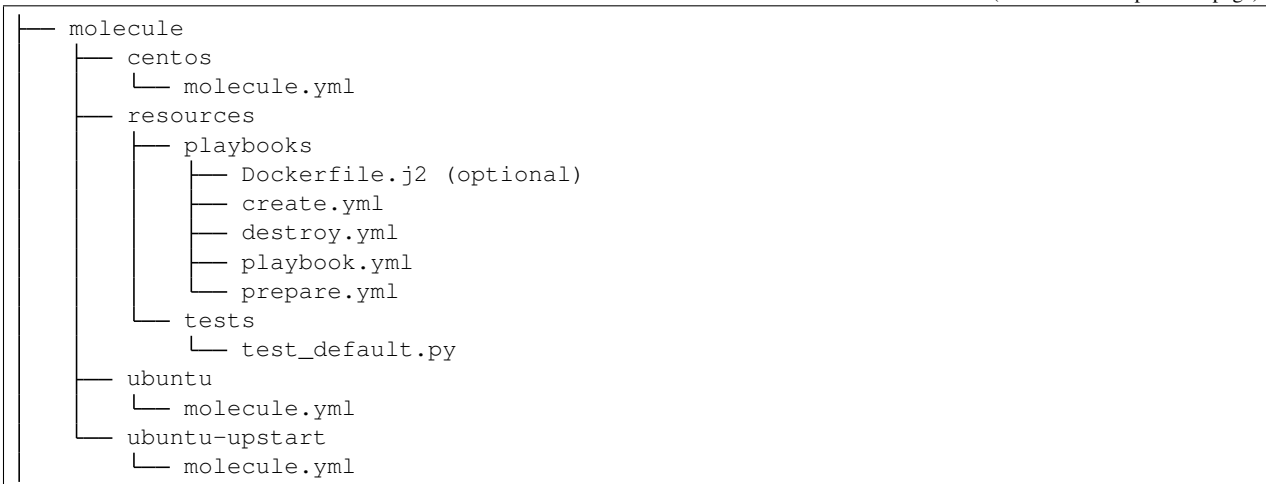 ├── molecule
│   ├── centos
│   │   └── molecule.yml
│   ├── resources
│   │   ├── playbooks
│   │   │   ├── Dockerfile.j2 (optional)
│   │   │   ├── create.yml
│   │   │   ├── destroy.yml
│   │   │   ├── playbook.yml
│   │   │   └── prepare.yml
│   │   └── tests
│   │       └── test_default.py
│   ├── ubuntu
│   │   └── molecule.yml
│   └── ubuntu-upstart
│       └── molecule.yml